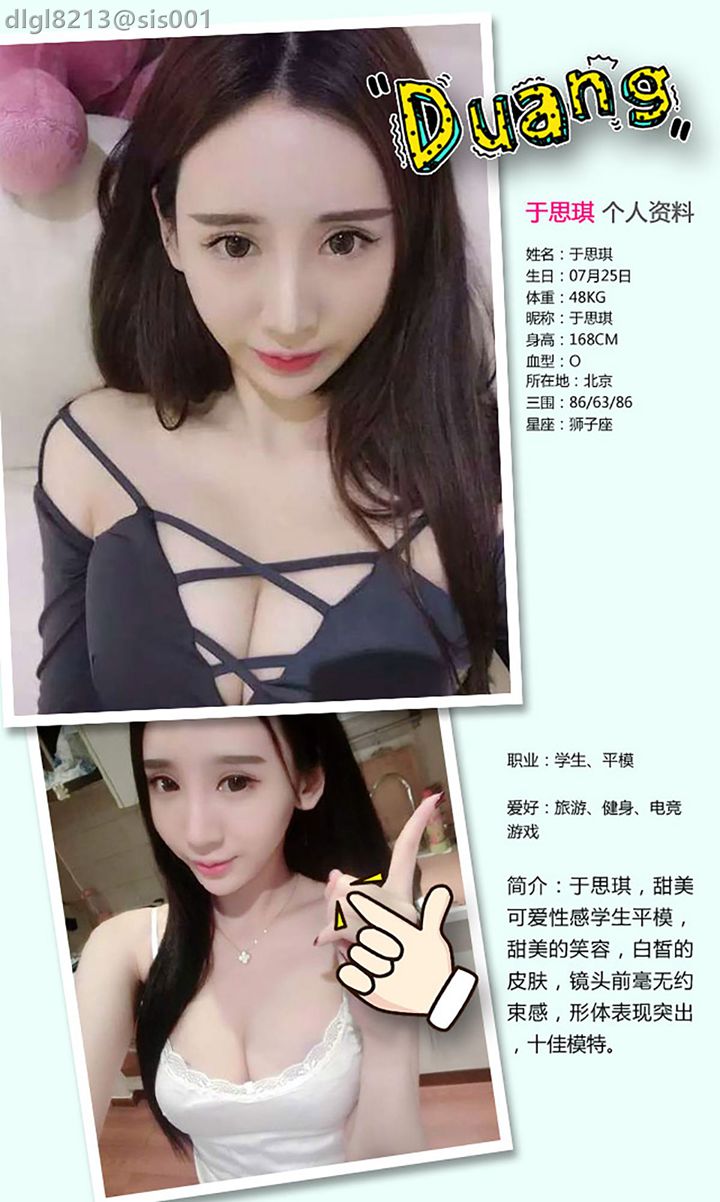 dlgl8213@sis001
"Duang"
于思琪 个人资料
姓名：于思琪
生日：07月25日
体重：48KG
昵称：于思琪
身高：168CM
血型：O
所在地：北京
三围：86/63/86
星座：狮子座
职业：学生、平模
爱好：旅游、健身、电竞
游戏
简介：于思琪，甜美
可爱性感学生平模，
甜美的笑容，白皙的
皮肤，镜头前毫无约
束感，形体表现突出
，十佳模特。